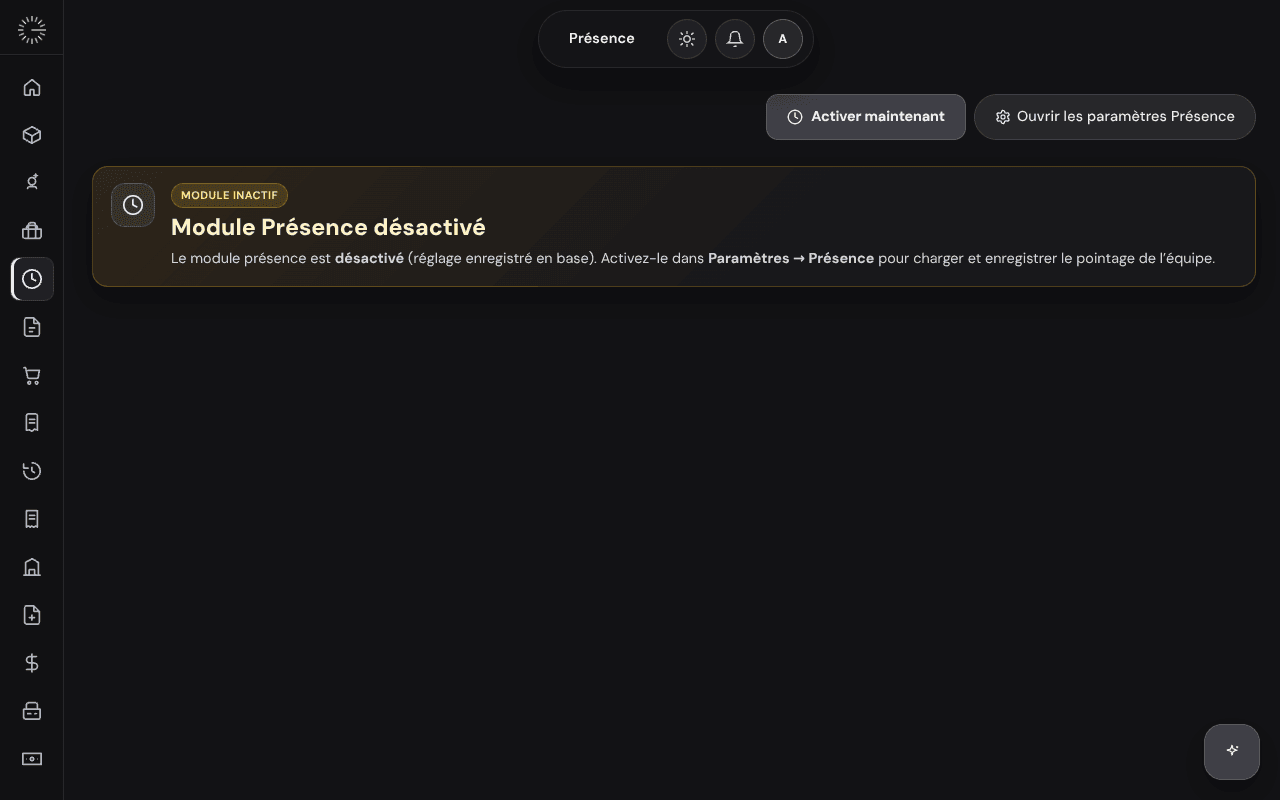 Présence
A
Activer maintenant
Ouvrir les paramètres Présence
MODULE INACTIF
Module Présence désactivé
Le module présence est désactivé (réglage enregistré en base). Activez-le dans Paramètres → Présence pour charger et enregistrer le pointage de l’équipe.